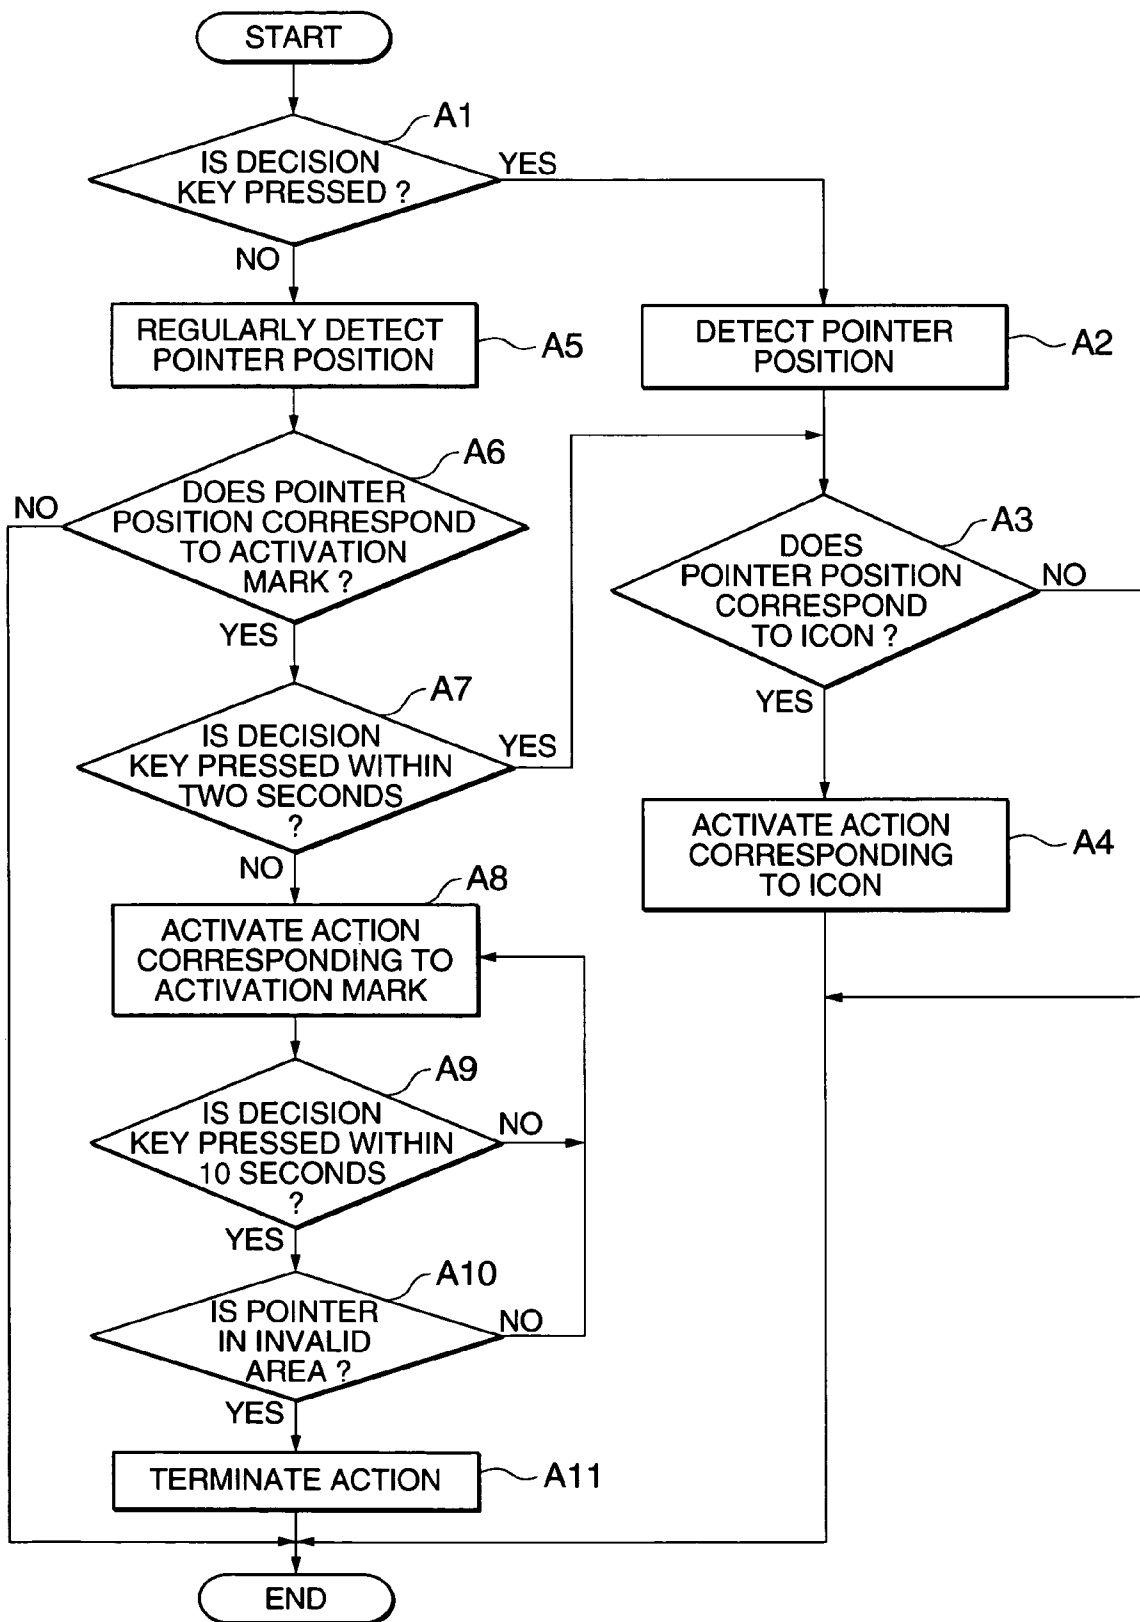 START
A1
IS DECISION
KEY PRESSED ?
YES
NO
REGULARLY DETECT
POINTER POSITION
A5
DETECT POINTER
POSITION
A2
A6
DOES POINTER
POSITION CORRESPOND
TO ACTIVATION
MARK ?
NO
YES
A3
DOES
POINTER POSITION
CORRESPOND
TO ICON ?
NO
YES
A7
IS DECISION
KEY PRESSED WITHIN
TWO SECONDS
?
YES
NO
ACTIVATE ACTION
CORRESPONDING
TO ICON
A4
A8
ACTIVATE ACTION
CORRESPONDING TO
ACTIVATION MARK
A9
IS DECISION
KEY PRESSED WITHIN
10 SECONDS
?
NO
YES
A10
IS POINTER
IN INVALID
AREA ?
NO
YES
TERMINATE ACTION
A11
END